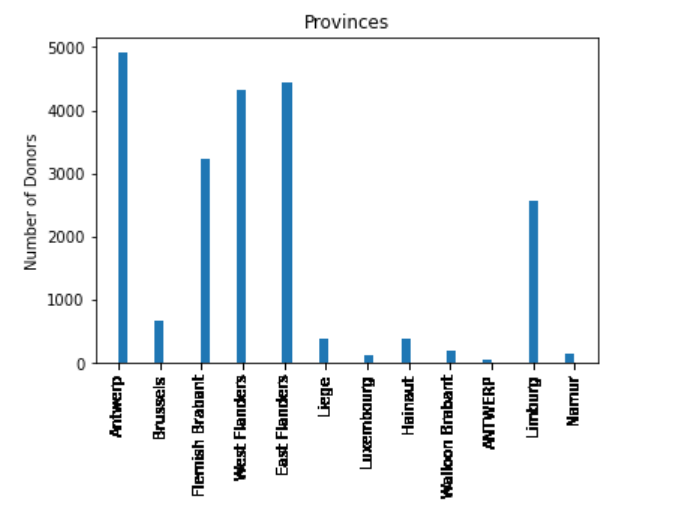 Provinces
Number of Donors
5000
4000
3000
2000
1000
0
Antwerp
Brussels
Flemish Brabant
West Flanders
East Flanders
Liege
Luxembourg
Hainaut
Walloon Brabant
ANTWERP
Limburg
Namur